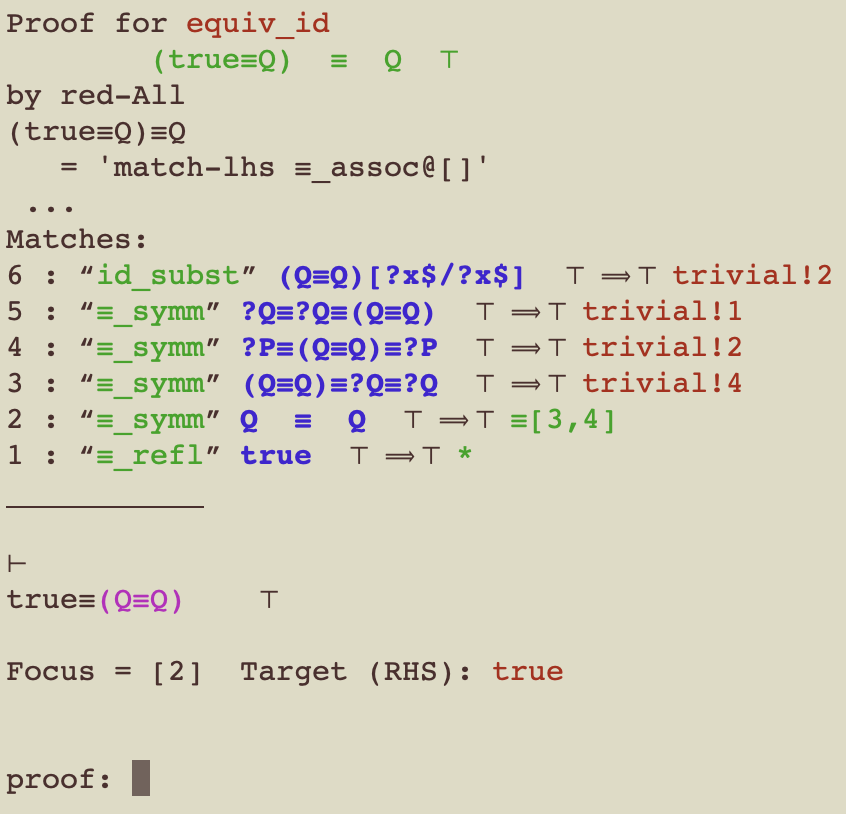 Proof for equiv_id
(true≡Q)  ≡  Q  ⊤
by red-All
(true≡Q)≡Q
   = 'match-lhs ≡_assoc@[]'
 ...
Matches:
6 : “id_subst” (Q≡Q)[?x$/?x$]  ⊤ ⟹⊤ trivial!2
5 : “≡_symm” ?Q≡?Q≡(Q≡Q)  ⊤ ⟹⊤ trivial!1
4 : “≡_symm” ?P≡(Q≡Q)≡?P  ⊤ ⟹⊤ trivial!2
3 : “≡_symm” (Q≡Q)≡?Q≡?Q  ⊤ ⟹⊤ trivial!4
2 : “≡_symm” Q  ≡  Q  ⊤ ⟹⊤ ≡[3,4]
1 : “≡_refl” true  ⊤ ⟹⊤ *
___________
⊢
true≡(Q≡Q)    ⊤
Focus = [2]  Target (RHS): true
proof: